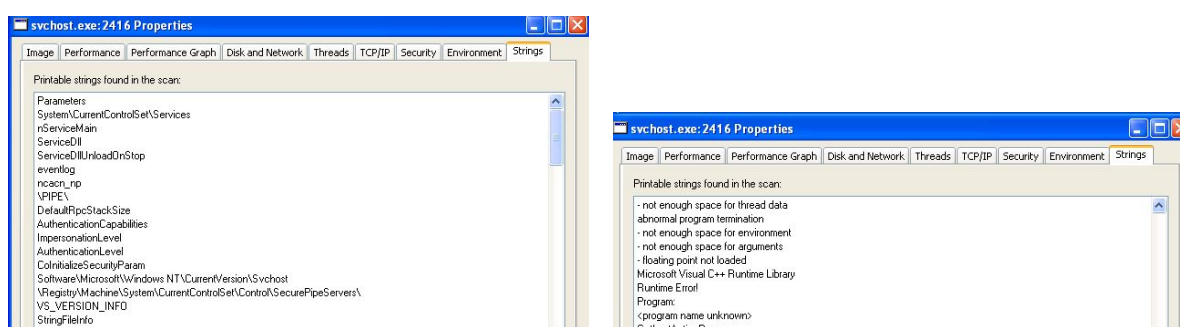 svchost.exe:2416 Properties
Image Performance Performance Graph Disk and Network Threads TCP/IP Security Environment Strings
Printable strings found in the scan:
Parameters
System\CurrentControlSet\Services
nServiceMain
ServiceDll
ServiceDllUnloadOnStop
eventlog
ncacn_np
\PIPE\
DefaultRpcStackSize
AuthenticationCapabilities
ImpersonationLevel
AuthenticationLevel
CoInitializeSecurityParam
Software\Microsoft\Windows NT\CurrentVersion\Svchost
\Registry\Machine\System\CurrentControlSet\Control\SecurePipeServers\
VS_VERSION_INFO
StringFileInfo
svchost.exe:2416 Properties
Image Performance Performance Graph Disk and Network Threads TCP/IP Security Environment Strings
Printable strings found in the scan:
- not enough space for thread data
abnormal program termination
- not enough space for environment
- not enough space for arguments
- floating point not loaded
Microsoft Visual C++ Runtime Library
Runtime Error!
Program:
<program name unknown>